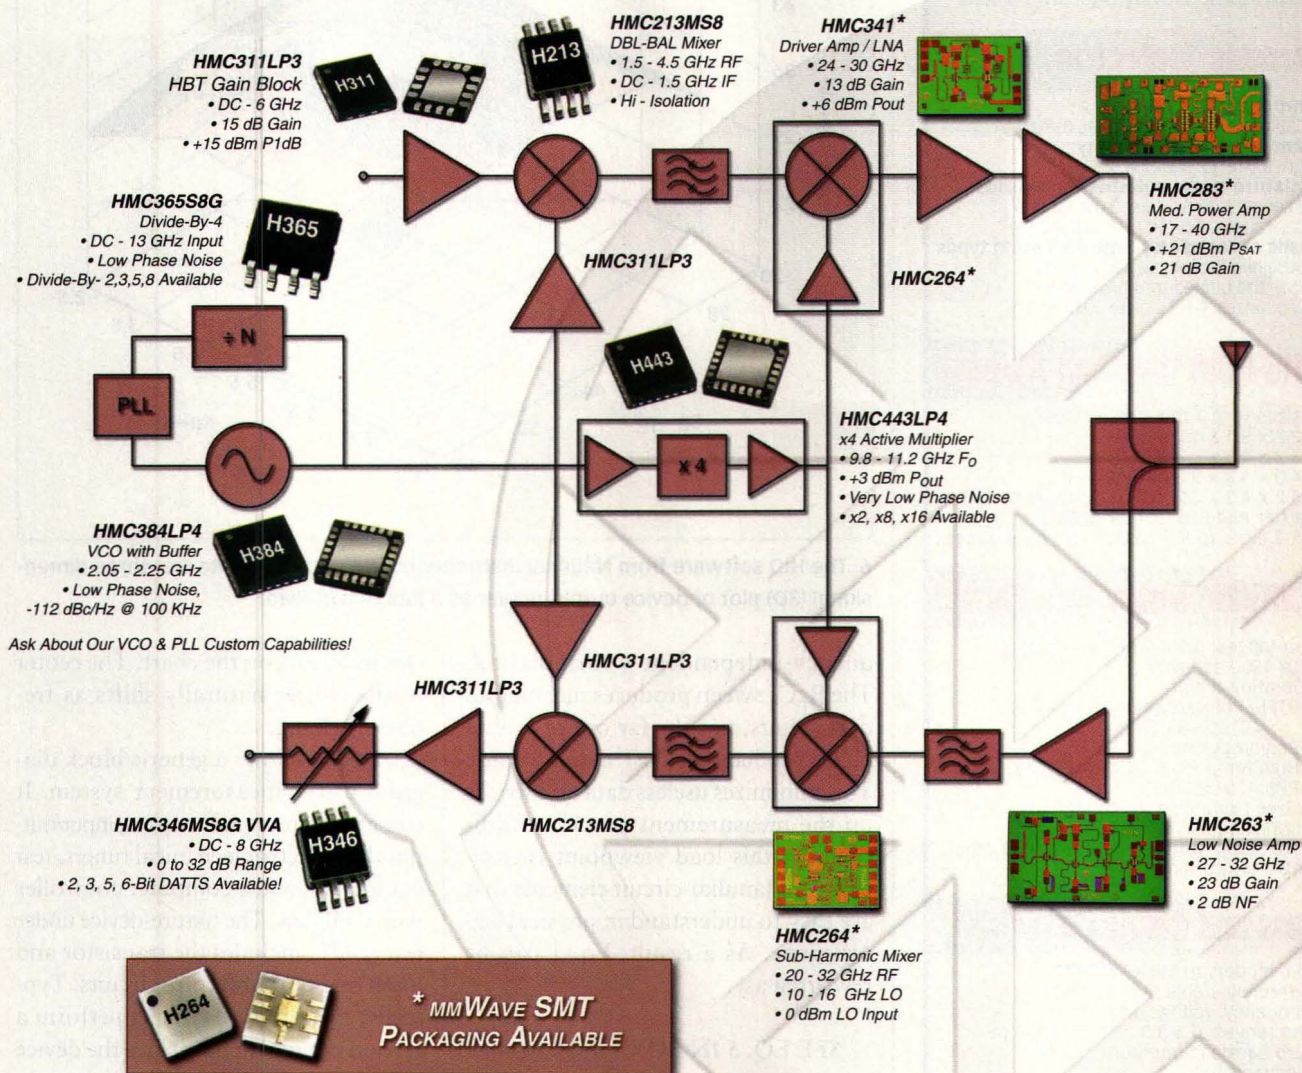 HMC311LP3
HBT Gain Block
• DC - 6 GHz
• 15 dB Gain
• +15 dBm P1dB
H311
H213
HMC213MS8
DBL-BAL Mixer
• 1.5 - 4.5 GHz RF
• DC - 1.5 GHz IF
• Hi - Isolation
HMC341*
Driver Amp / LNA
• 24 - 30 GHz
• 13 dB Gain
• +6 dBm Pout
HMC283*
Med. Power Amp
• 17 - 40 GHz
• +21 dBm PSAT
• 21 dB Gain
HMC365S8G
Divide-By-4
• DC - 13 GHz Input
• Low Phase Noise
• Divide-By- 2,3,5,8 Available
H365
HMC311LP3
HMC264*
÷ N
PLL
H443
x 4
HMC443LP4
x4 Active Multiplier
• 9.8 - 11.2 GHz FO
• +3 dBm Pout
• Very Low Phase Noise
• x2, x8, x16 Available
HMC384LP4
VCO with Buffer
• 2.05 - 2.25 GHz
• Low Phase Noise,
-112 dBc/Hz @ 100 KHz
H384
Ask About Our VCO & PLL Custom Capabilities!
HMC311LP3
HMC311LP3
HMC346MS8G VVA
• DC - 8 GHz
0 to 32 dB Range
• 2, 3, 5, 6-Bit DATTS Available!
H346
HMC213MS8
HMC264*
Sub-Harmonic Mixer
• 20 - 32 GHz RF
• 10 - 16 GHz LO
• 0 dBm LO Input
HMC263*
Low Noise Amp
• 27 - 32 GHz
• 23 dB Gain
• 2 dB NF
H264
* MMWAVE SMT
PACKAGING AVAILABLE